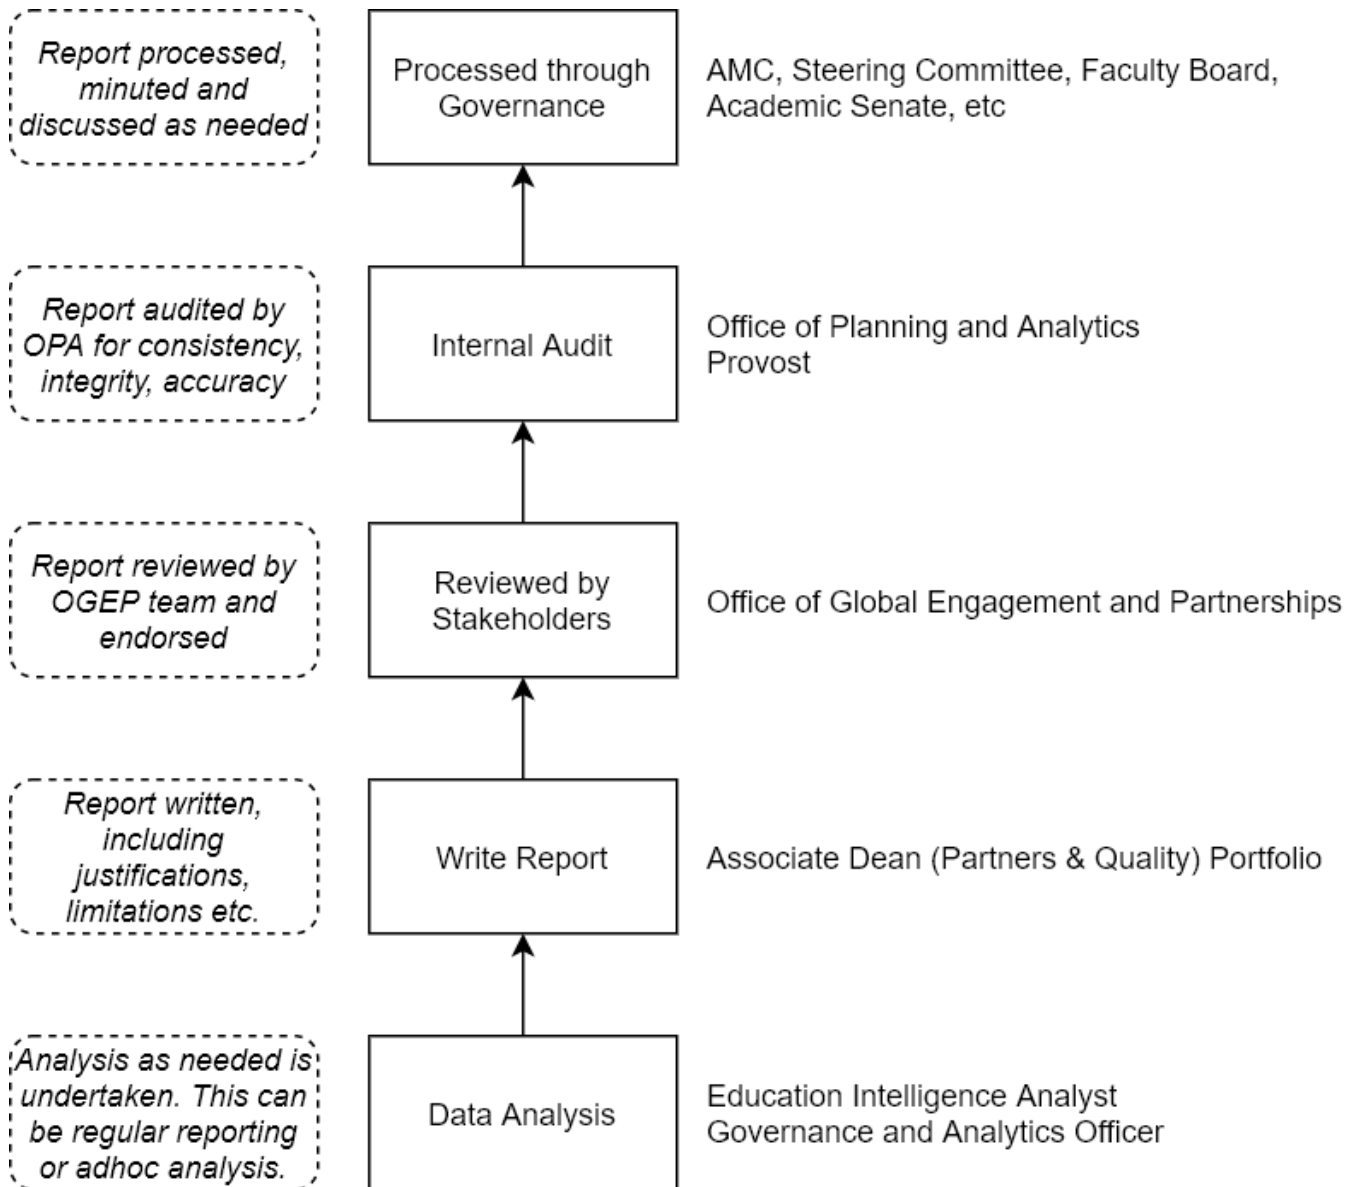 Report processed,
minuted and
discussed as needed
Processed through
Governance
AMC, Steering Committee, Faculty Board,
Academic Senate, etc
Report audited by
OPA for consistency,
integrity, accuracy
Internal Audit
Office of Planning and Analytics
Provost
Report reviewed by
OGEP team and
endorsed
Reviewed by
Stakeholders
Office of Global Engagement and Partnerships
Report written,
including
justifications,
limitations etc.
Write Report
Associate Dean (Partners & Quality) Portfolio
Analysis as needed is
undertaken. This can
be regular reporting
or adhoc analysis.
Data Analysis
Education Intelligence Analyst
Governance and Analytics Officer